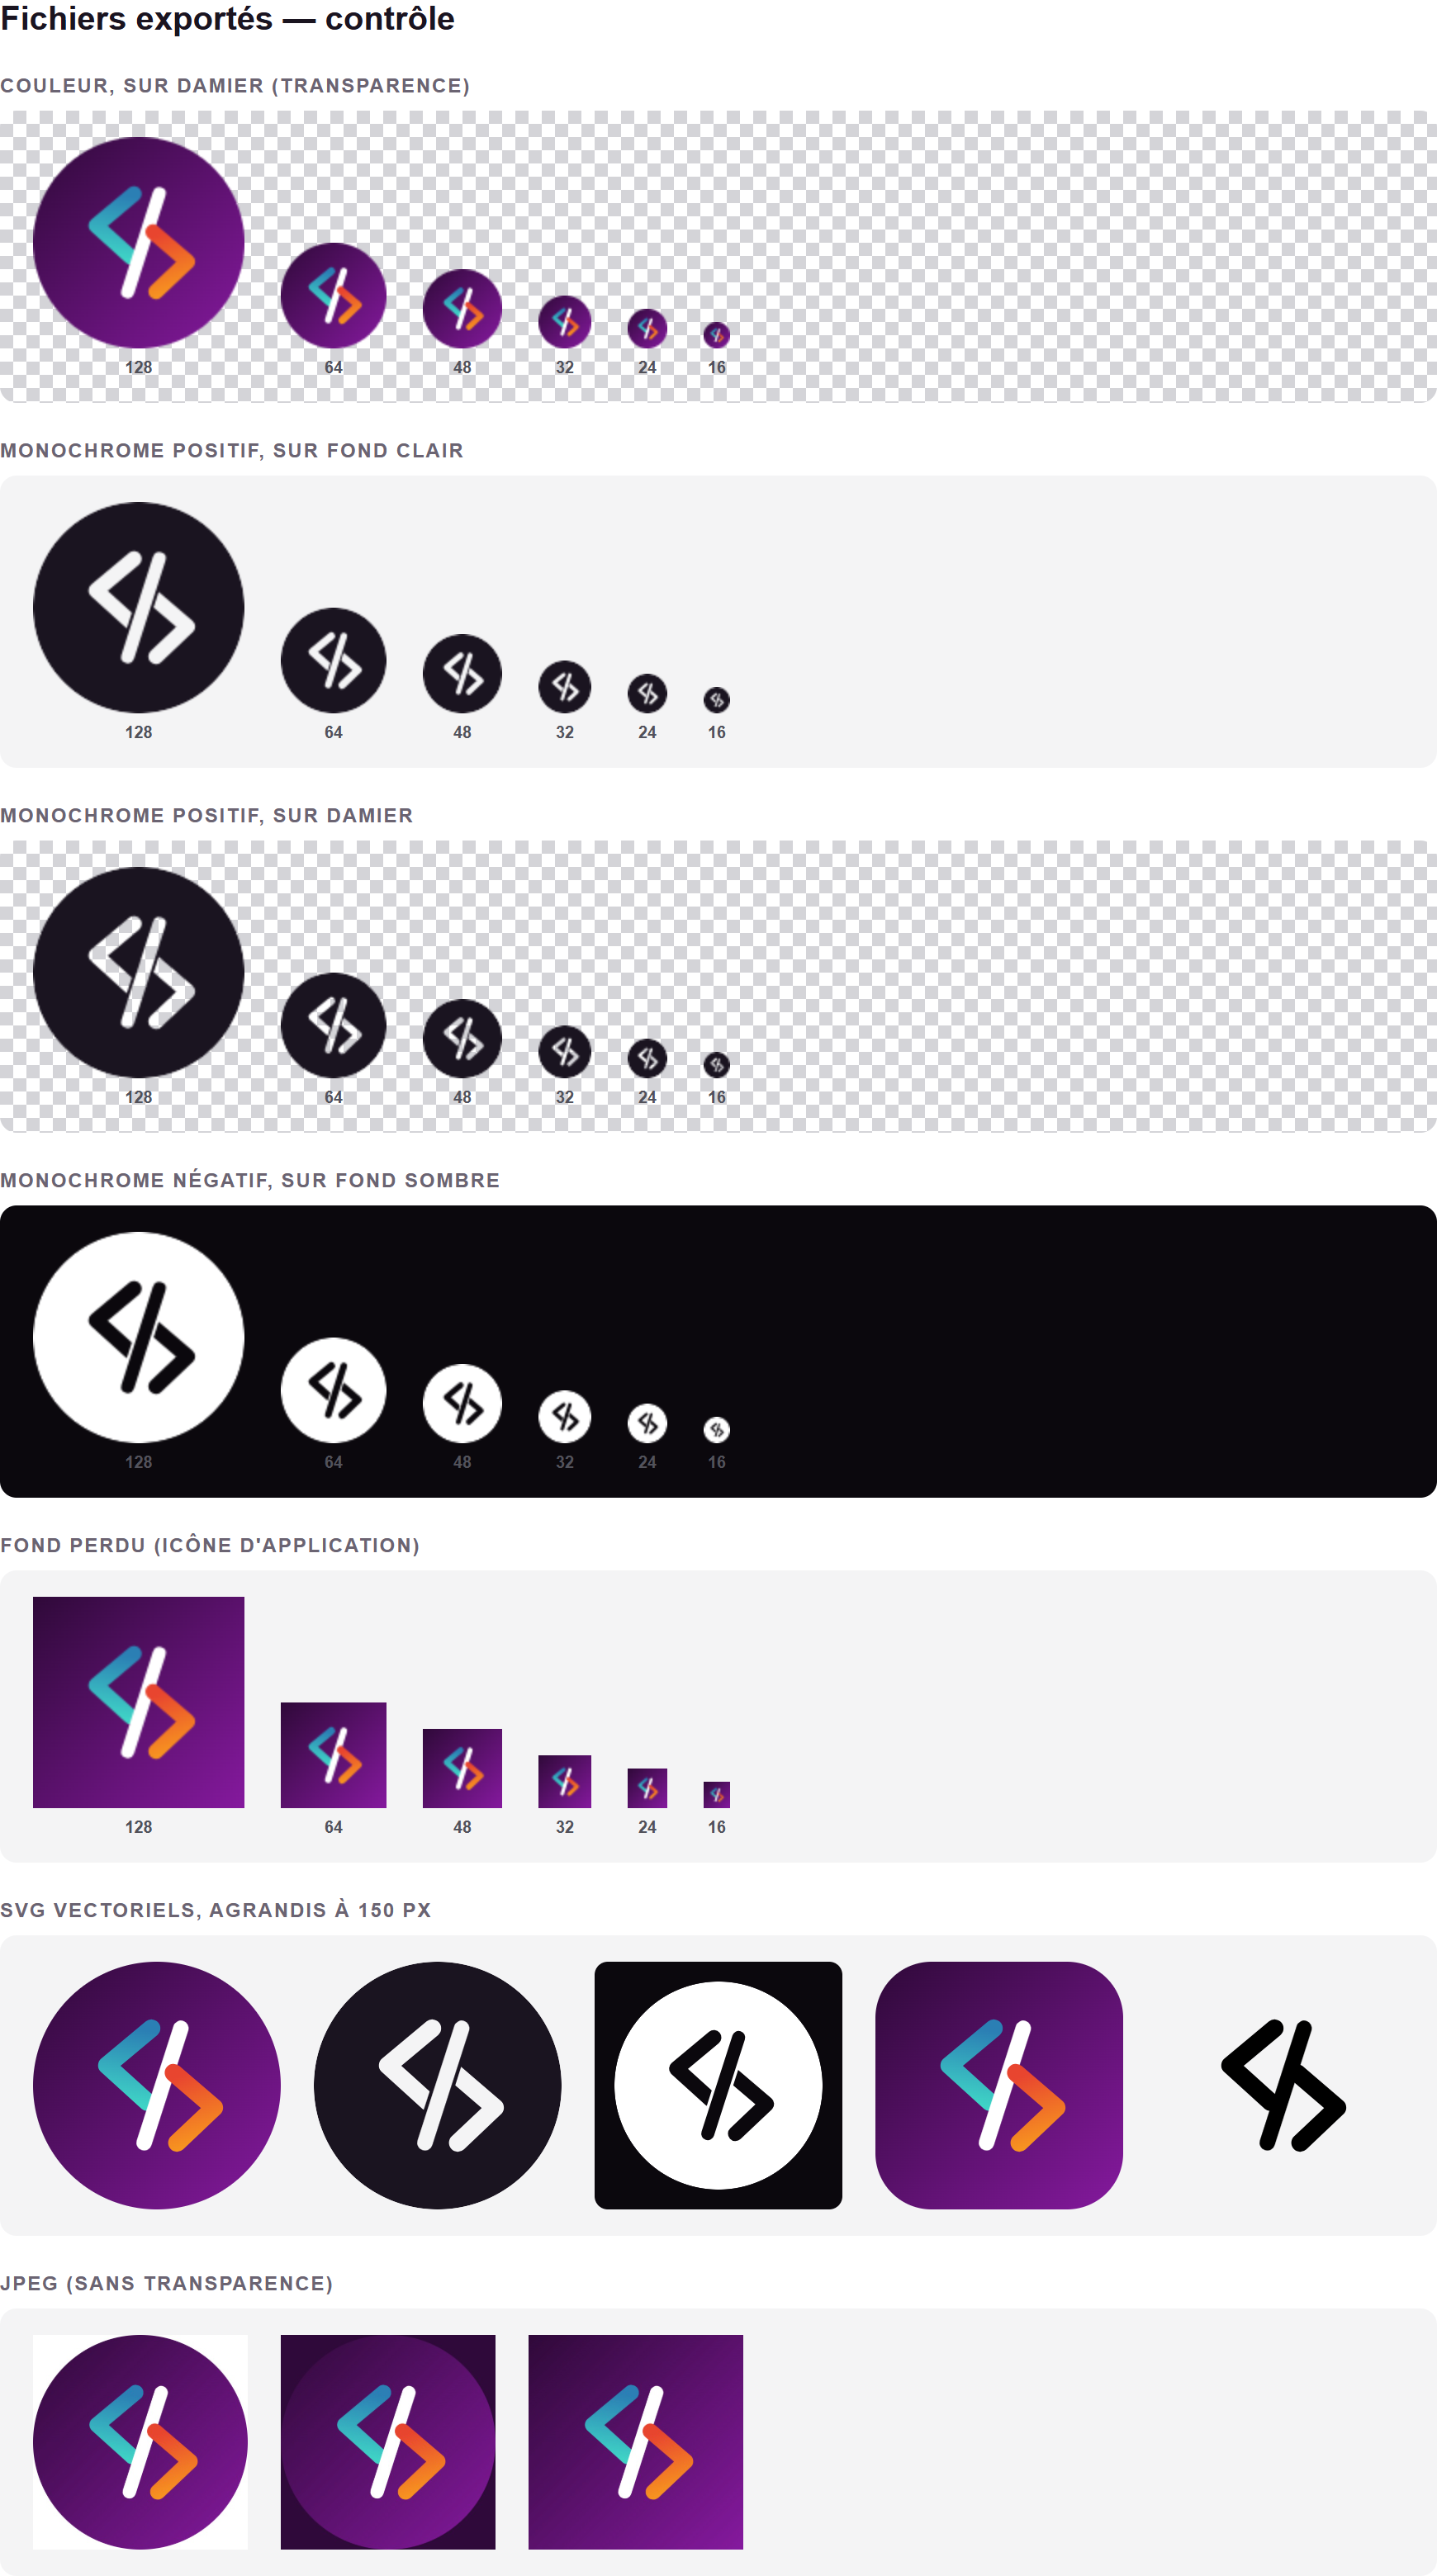 Fichiers exportés — contrôle
COULEUR, SUR DAMIER (TRANSPARENCE)
128 64 48 32 24 16
MONOCHROME POSITIF, SUR FOND CLAIR
128 64 48 32 24 16
MONOCHROME POSITIF, SUR DAMIER
128 64 48 32 24 16
MONOCHROME NÉGATIF, SUR FOND SOMBRE
128 64 48 32 24 16
FOND PERDU (ICÔNE D'APPLICATION)
128 64 48 32 24 16
SVG VECTORIELS, AGRANDIS À 150 PX
JPEG (SANS TRANSPARENCE)